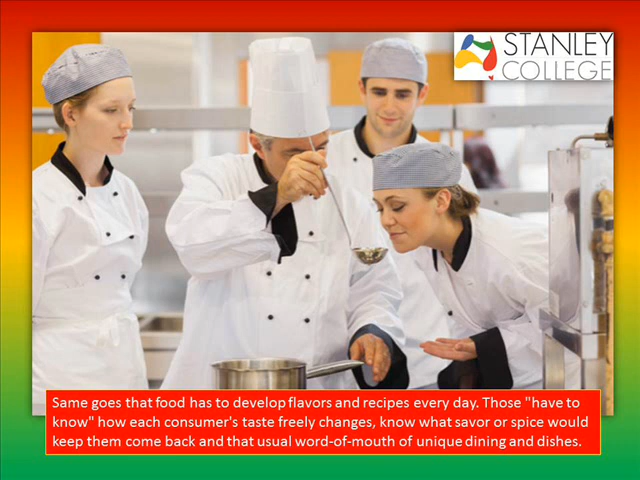 STANLEY
COLLEGE
Same goes that food has to develop flavors and recipes every day. Those "have to
know" how each consumer's taste freely changes, know what savor or spice would
keep them come back and that usual word-of-mouth of unique dining and dishes.